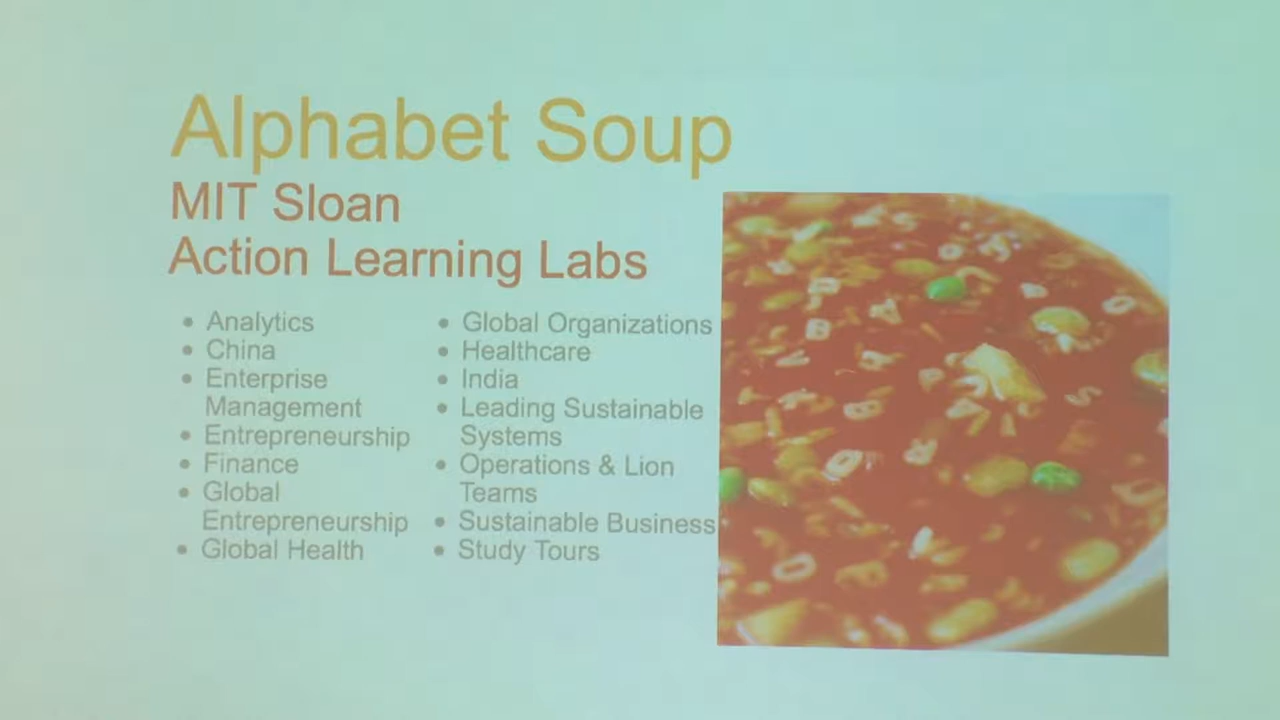 Alphabet Soup
MIT Sloan
Action Learning Labs
• Analytics
• China
• Enterprise
Management
• Entrepreneurship
• Finance
• Global
Entrepreneurship
• Global Health
• Global Organizations
• Healthcare
• India
• Leading Sustainable
Systems
• Operations & Lion
Teams
• Sustainable Business
• Study Tours